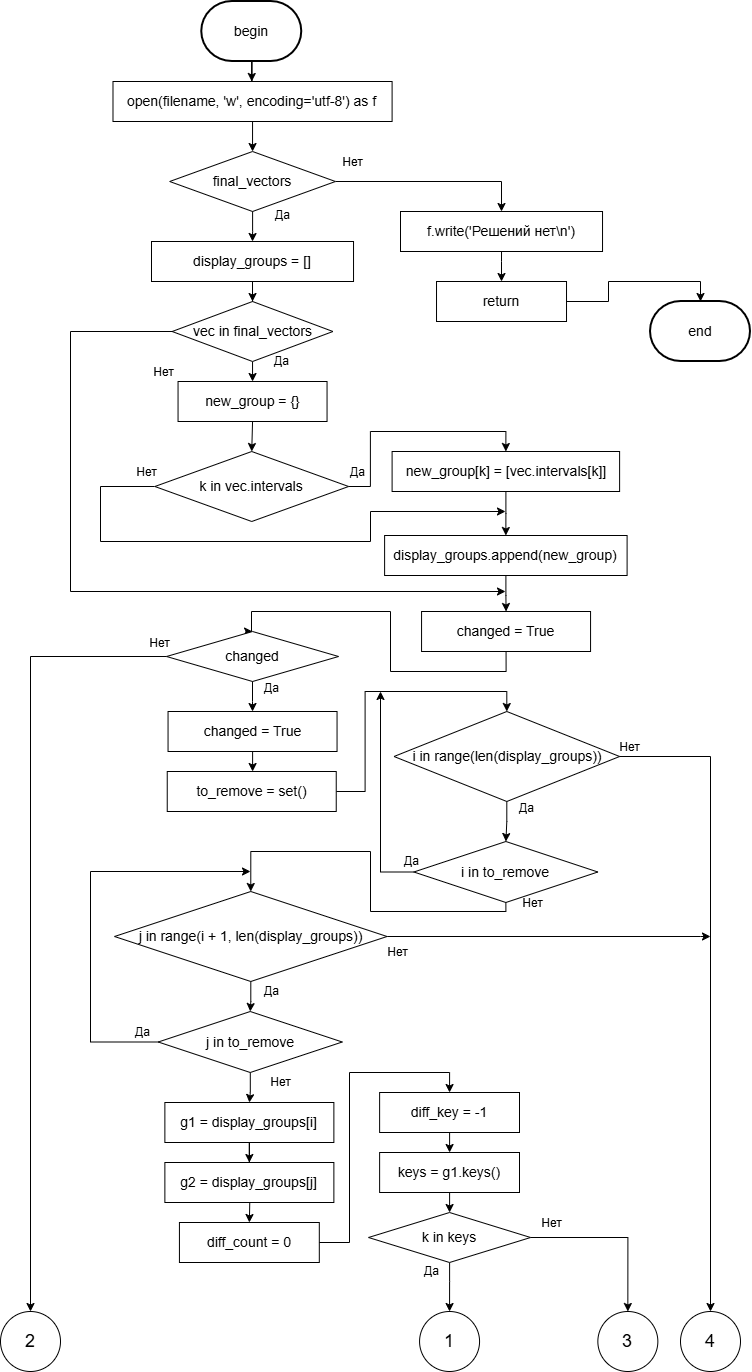 begin
open(filename, 'w', encoding='utf-8') as f
Нет
final_vectors
Да
f.write('Решений нет\n')
display_groups = []
return
vec in final_vectors
end
Да
Нет
new_group = {}
Нет
Да
new_group[k] = [vec.intervals[k]]
k in vec.intervals
display_groups.append(new_group)
changed = True
Нет
changed
Да
changed = True
Нет
i in range(len(display_groups))
to_remove = set()
Да
Да
i in to_remove
Нет
j in range(i + 1, len(display_groups))
Нет
Да
Да
j in to_remove
Нет
diff_key = -1
g1 = display_groups[i]
keys = g1.keys()
g2 = display_groups[j]
Нет
k in keys
diff_count = 0
Да
2
1
3
4